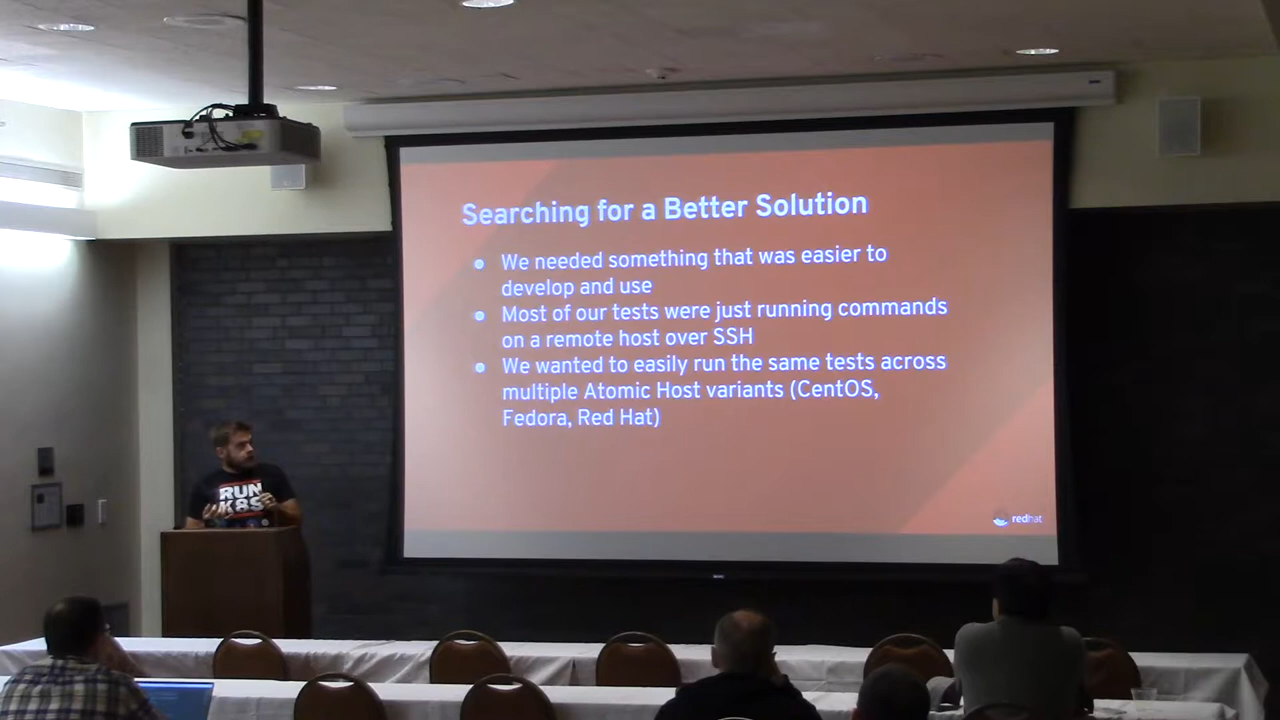 Searching for a Better Solution
We needed something that was easier to
develop and use
Most of our tests were just running commands
on a remote host over SSH
We wanted to easily run the same tests across
multiple Atomic Host variants (CentOS,
Fedora, Red Hat)
redhat
RUN
K8S